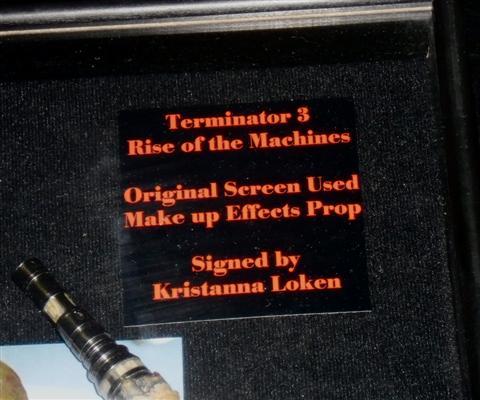 Terminator 3
Rise of the Machines
Original Screen Used
Make up Effects Prop
Signed by
Kristanna Loken